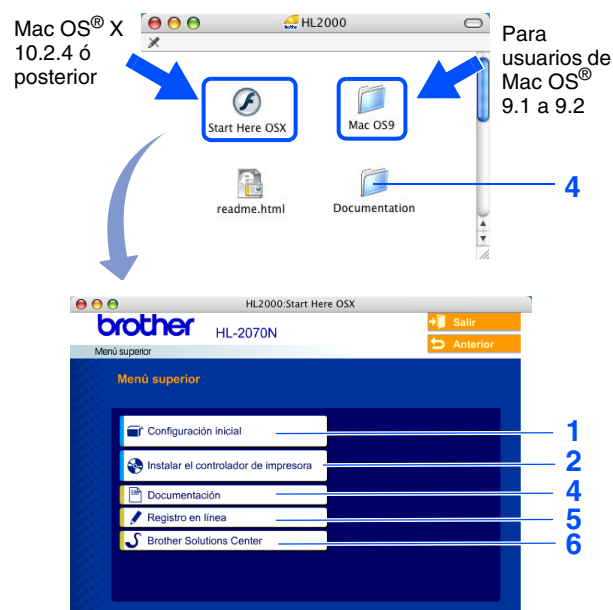 Mac OS® X
10.2.4 ó
posterior
HL2000
Para
usuarios de
Mac OS®
9.1 a 9.2
Start Here OSX
Mac OS9
readme.html
Documentation
4
HL2000:Start Here OSX
brother
HL-2070N
Salir
Anterior
Menú superior
Menú superior
Configuración inicial
1
Instalar el controlador de impresora
2
Documentación
4
Registro en línea
5
Brother Solutions Center
6